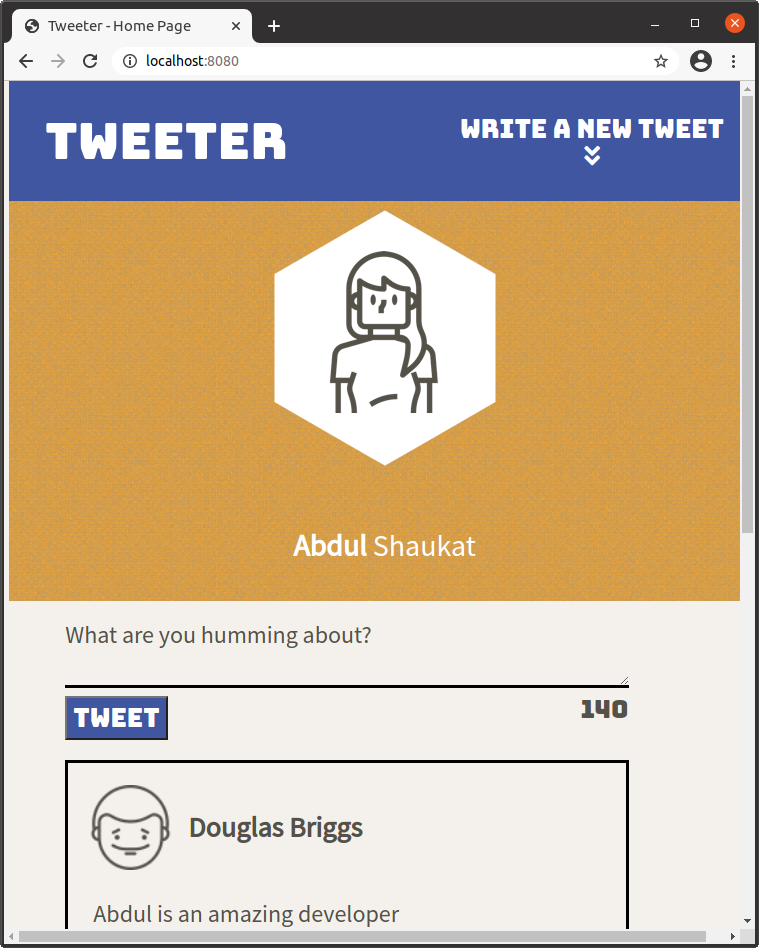 Tweeter - Home Page
localhost:8080
TWEETER
WRITE A NEW TWEET
Abdul Shaukat
What are you humming about?
TWEET
140
Douglas Briggs
Abdul is an amazing developer